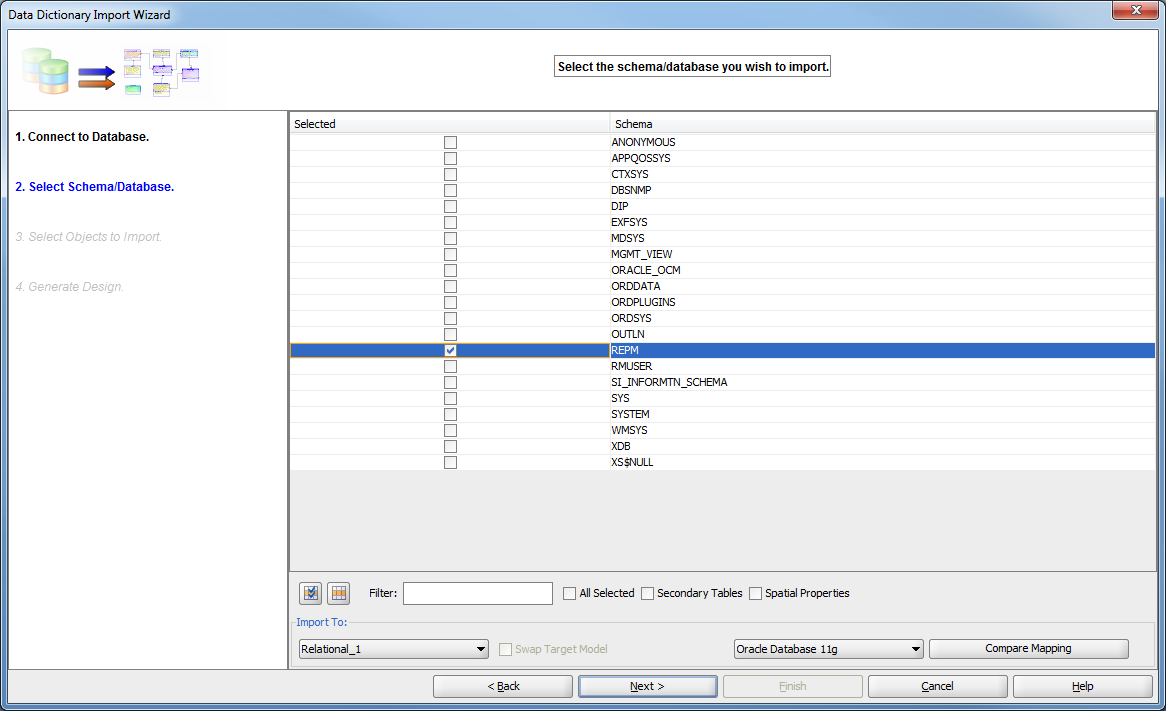 Data Dictionary Import Wizard
Select the schema/database you wish to import.
1. Connect to Database.
2. Select Schema/Database.
3. Select Objects to Import.
4. Generate Design.
Selected Schema
ANONYMOUS
APPQOSSYS
CTXSYS
DBSNMP
DIP
EXFSYS
MDSYS
MGMT_VIEW
ORACLE_OCM
ORDDATA
ORDPLUGINS
ORDSYS
OUTLN
REPM
RMUSER
SI_INFORMTN_SCHEMA
SYS
SYSTEM
WMSYS
XDB
XS$NULL
Filter: All Selected Secondary Tables Spatial Properties
Import To:
Relational_1 Swap Target Model Oracle Database 11g Compare Mapping
< Back Next > Finish Cancel Help